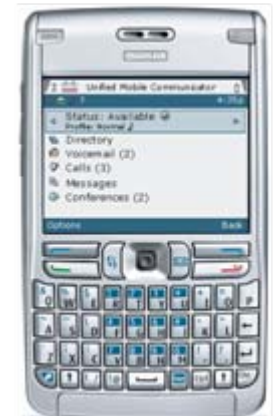 Unified Mobile Communicator
Status: Available
Profile: Normal
Directory
Voicemail (2)
Calls (3)
Messages
Conferences (2)
Options Back
Q W E R T Y U I O P
A S D F G H J K L
Z X C V B N M